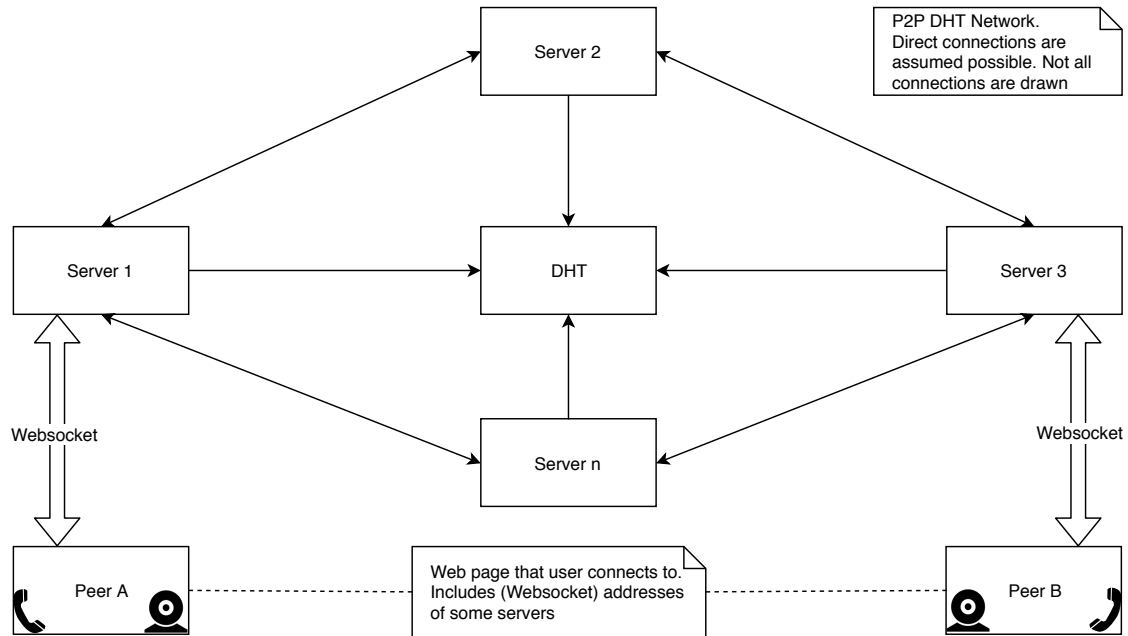 Server 2
P2P DHT Network.
Direct connections are
assumed possible. Not all
connections are drawn
Server 1
DHT
Server 3
Websocket
Websocket
Server n
Peer A
Web page that user connects to.
Includes (Websocket) addresses
of some servers
Peer B